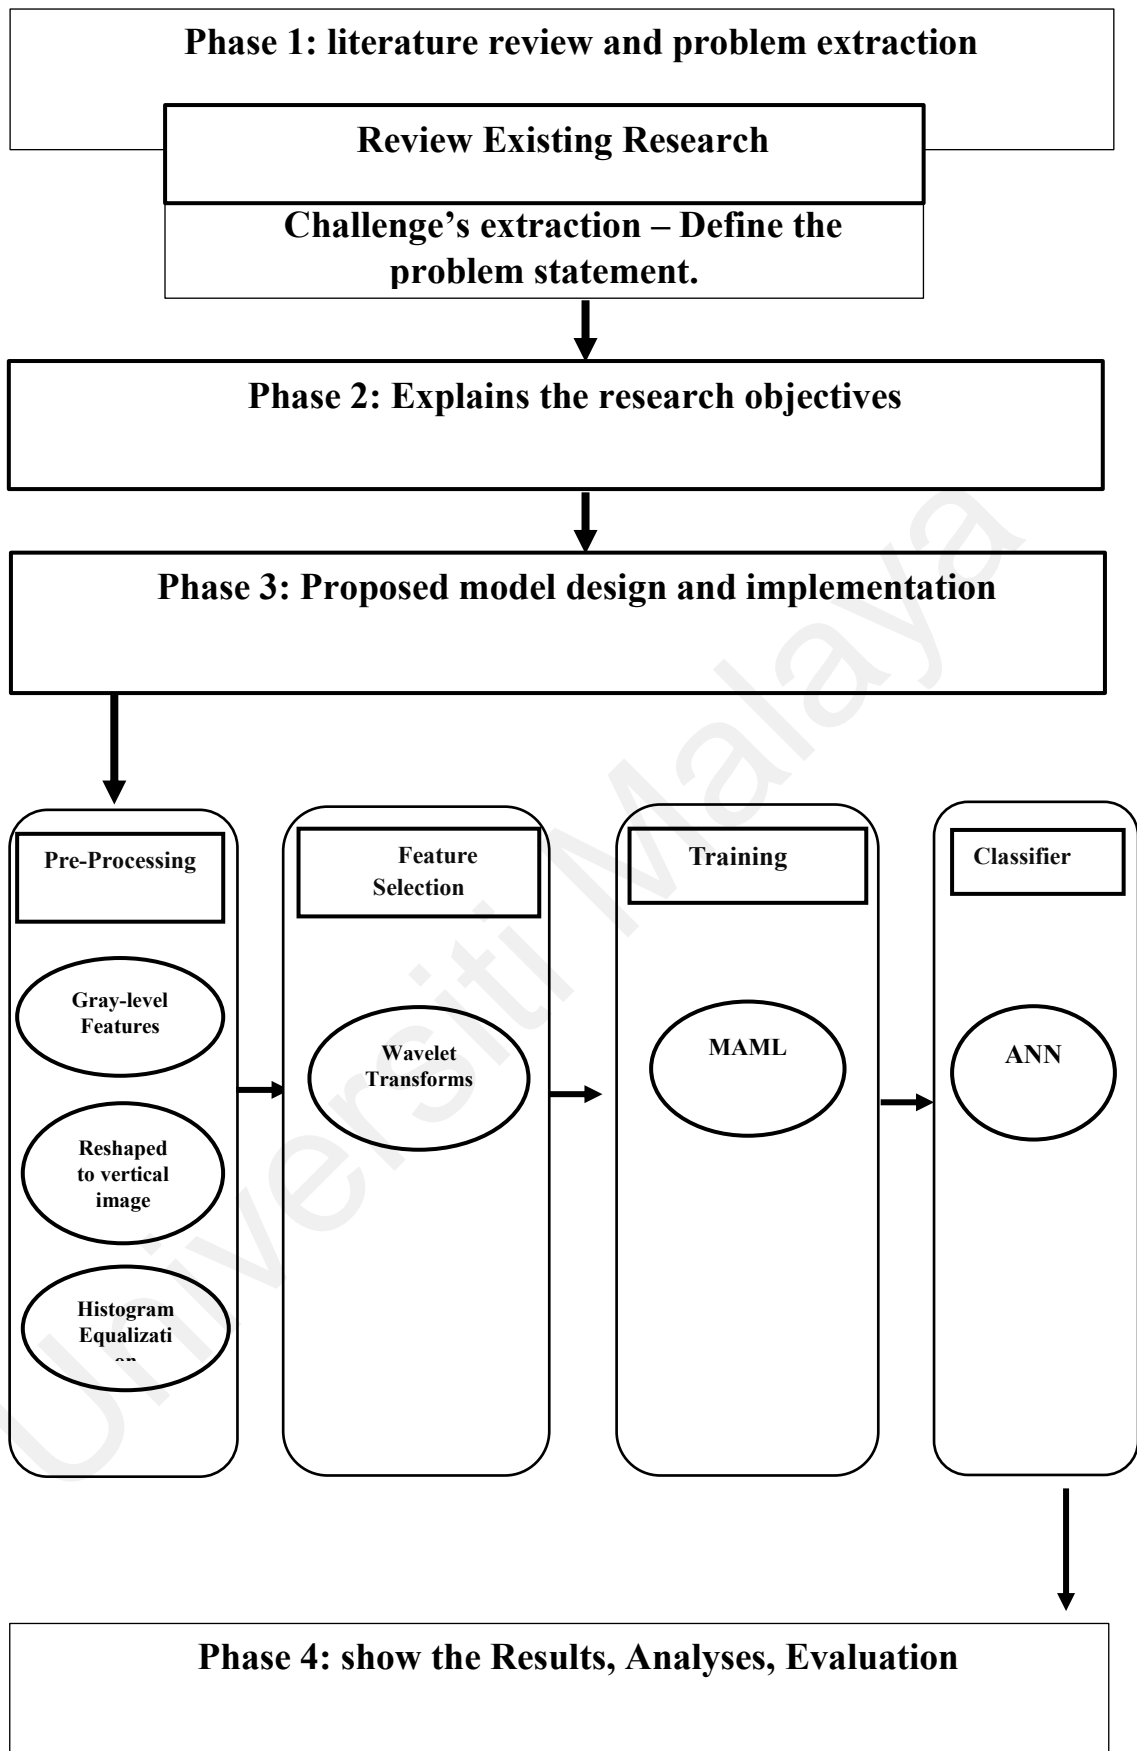 Phase 1: literature review and problem extraction
Review Existing Research
Challenge’s extraction – Define the
problem statement.
Phase 2: Explains the research objectives
Phase 3: Proposed model design and implementation
Pre-Processing
Gray-level
Features
Reshaped
to vertical
image
Histogram
Equalizati
on
Feature
Selection
Wavelet
Transforms
Training
MAML
Classifier
ANN
Phase 4: show the Results, Analyses, Evaluation
Universiti Malaya